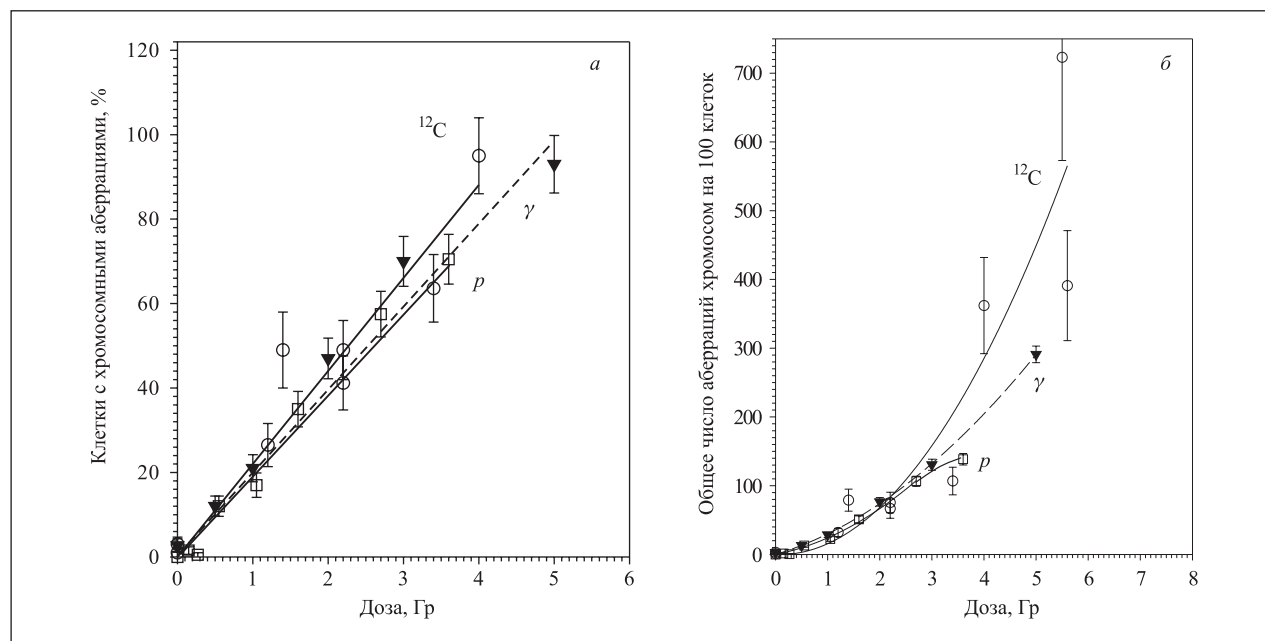 Клетки с хромосомными аберрациями, %
120
100
80
60
40
20
0
0 1 2 3 4 5 6
Доза, Гр
а
¹²C
γ
p
Общее число аберраций хромосом на 100 клеток
700
600
500
400
300
200
100
0
0 1 2 3 4 5 6 7 8
Доза, Гр
б
¹²C
γ
p